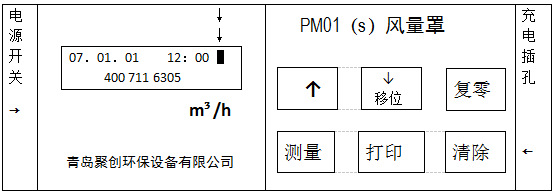 电源开关
→
↓
↓
07. 01. 01 12: 00
400 711 6305
m³/h
青岛聚创环保设备有限公司
PM01 (s) 风量罩
↑
↓
移位
复零
测量
打印
清除
充电插孔
←